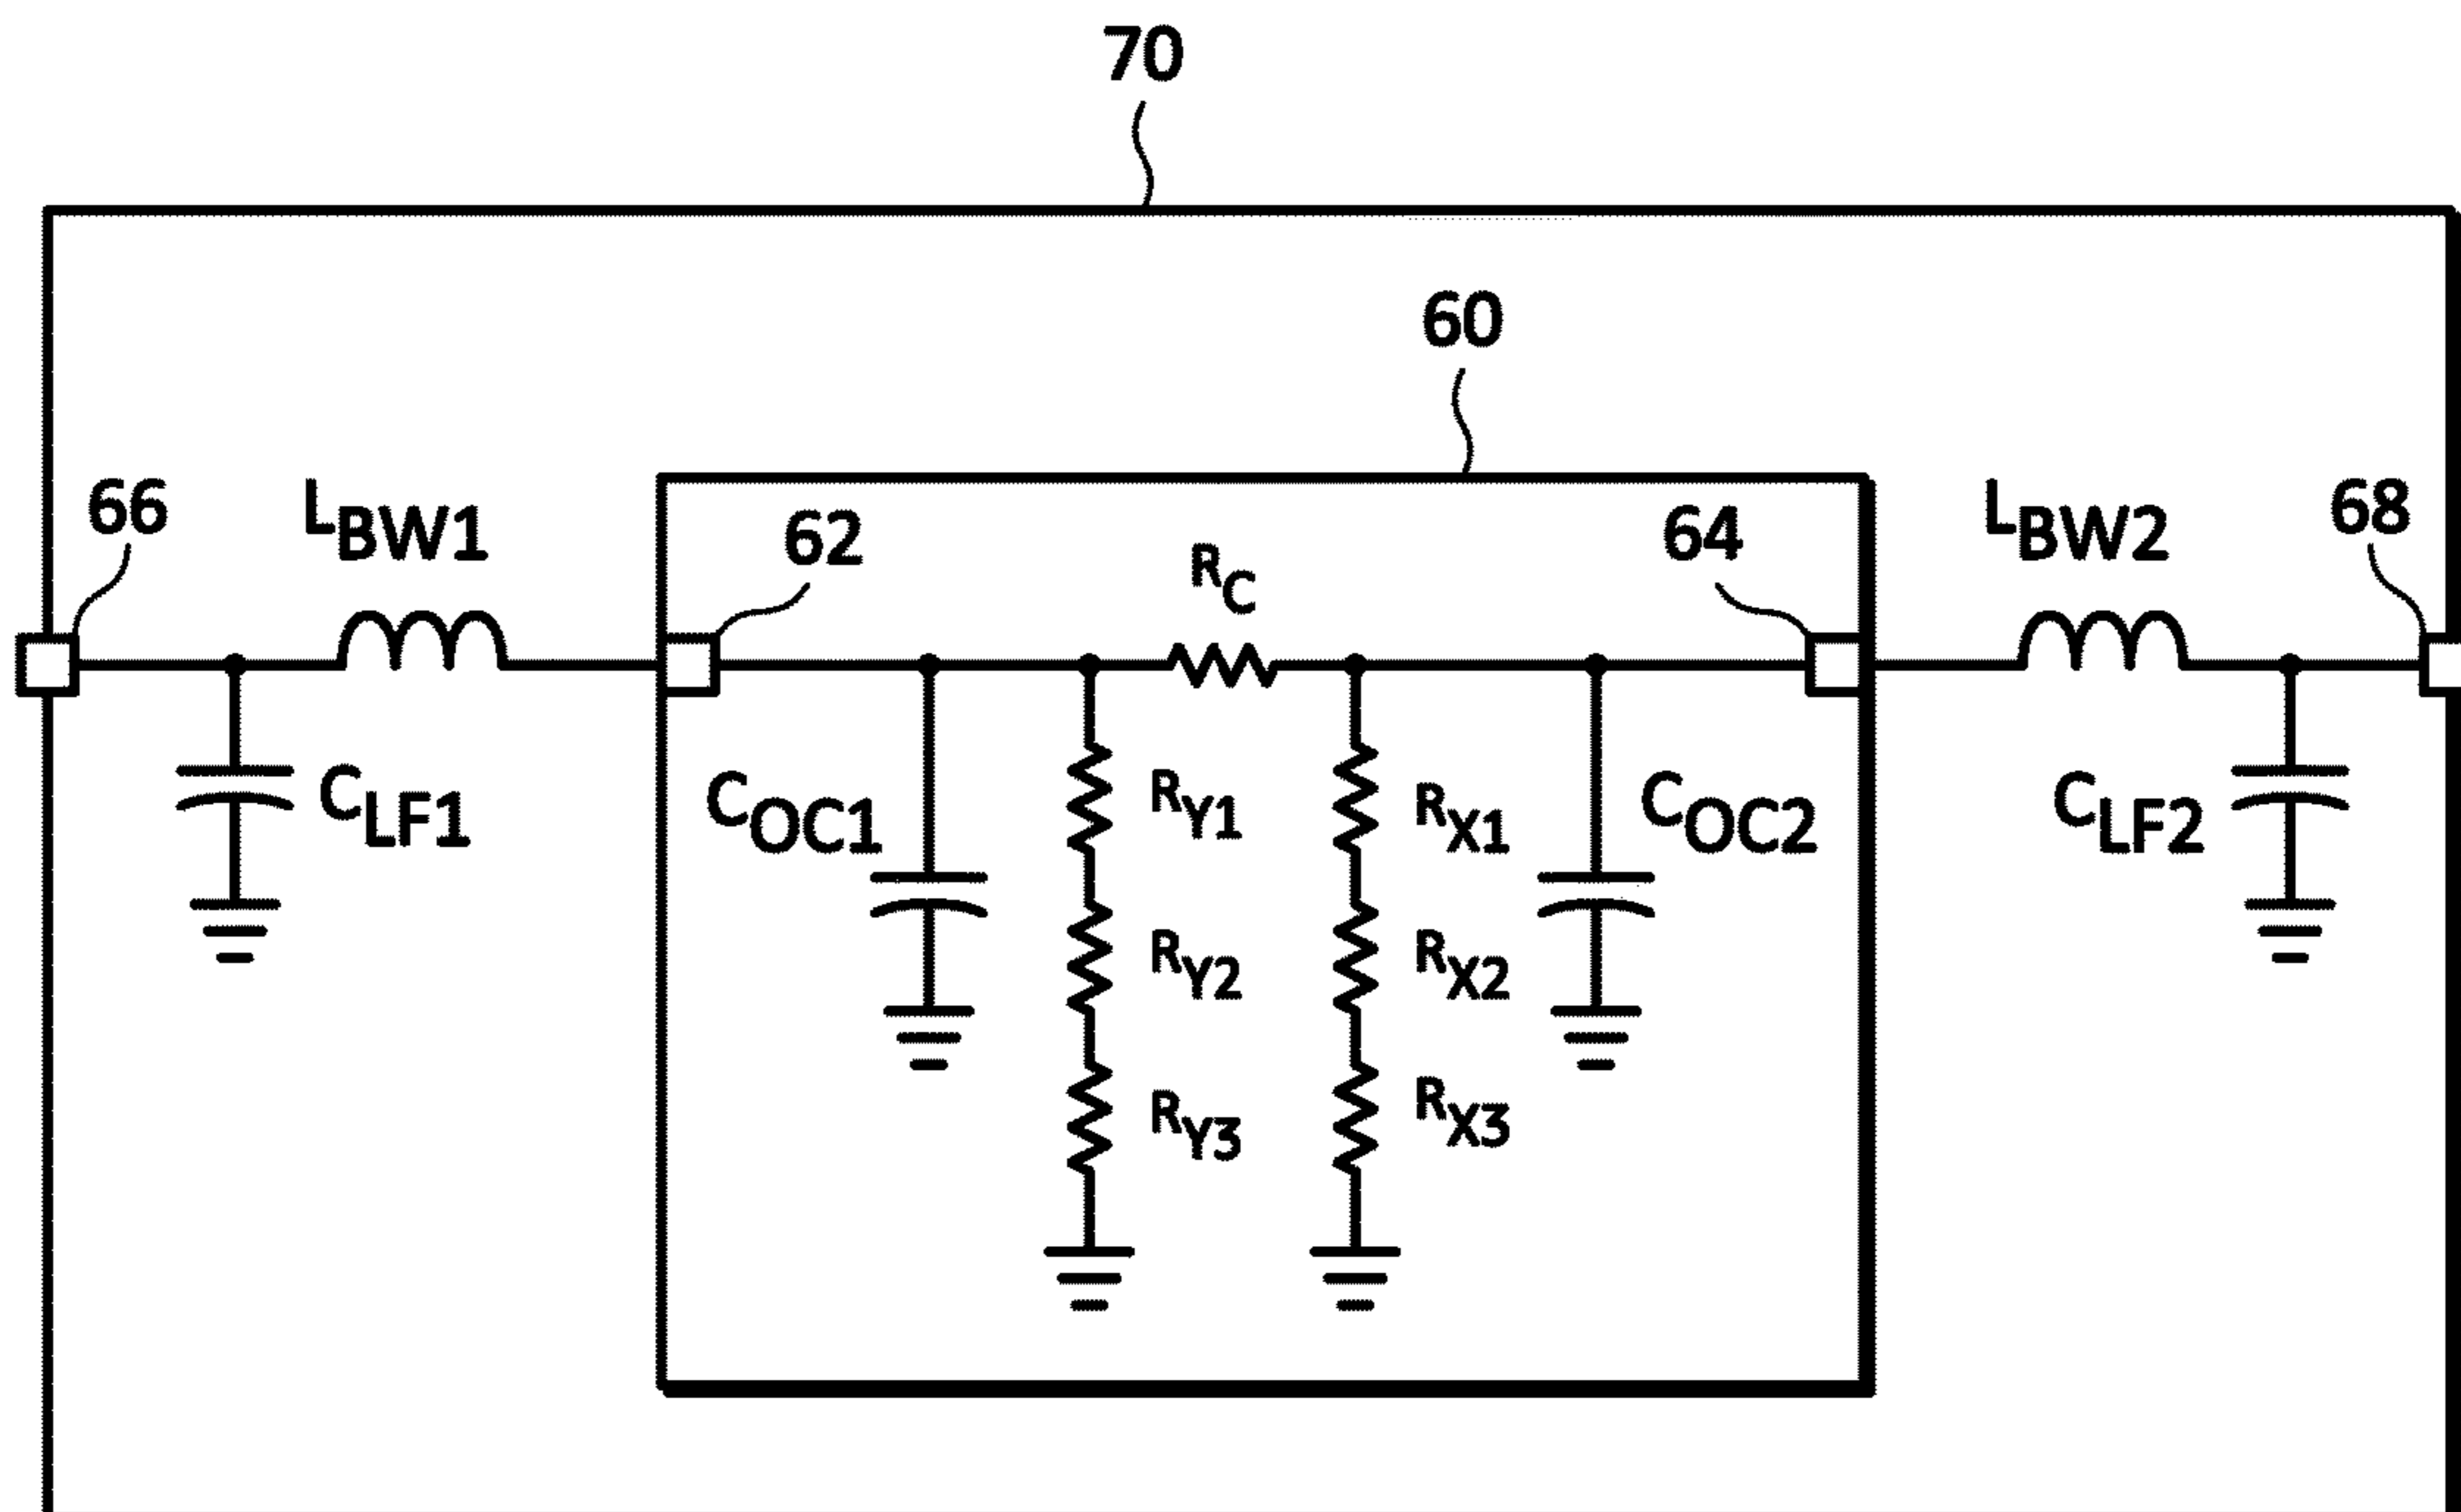 70
60
66
LBW1
62
RC
64
LBW2
68
CLF1
COC1
RY1
RX1
COC2
CLF2
RY2
RX2
RY3
RX3